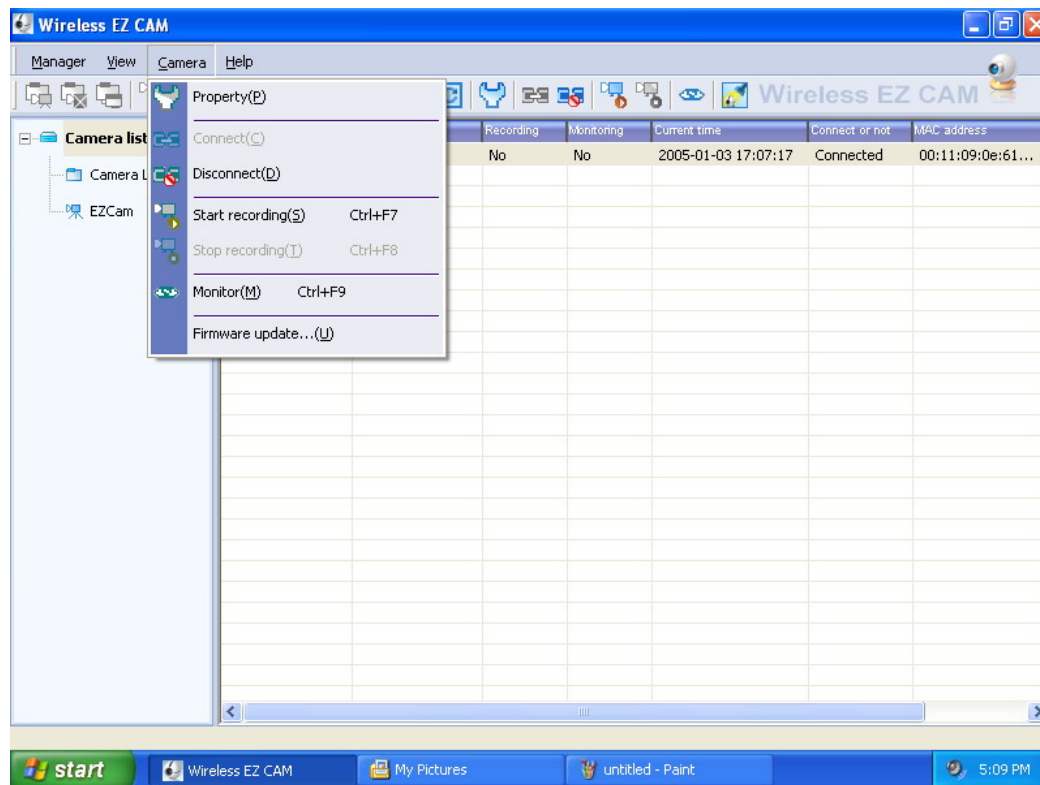 Wireless EZ CAM
Manager View Camera Help
Wireless EZ CAM
Property(P)
Connect(C)
Disconnect(D)
Start recording(S) Ctrl+F7
Stop recording(T) Ctrl+F8
Monitor(M) Ctrl+F9
Firmware update...(U)
Camera list
Camera L
EZCam
Recording Monitoring Current time Connect or not MAC address
No No 2005-01-03 17:07:17 Connected 00:11:09:0e:61...
start Wireless EZ CAM My Pictures untitled - Paint 5:09 PM